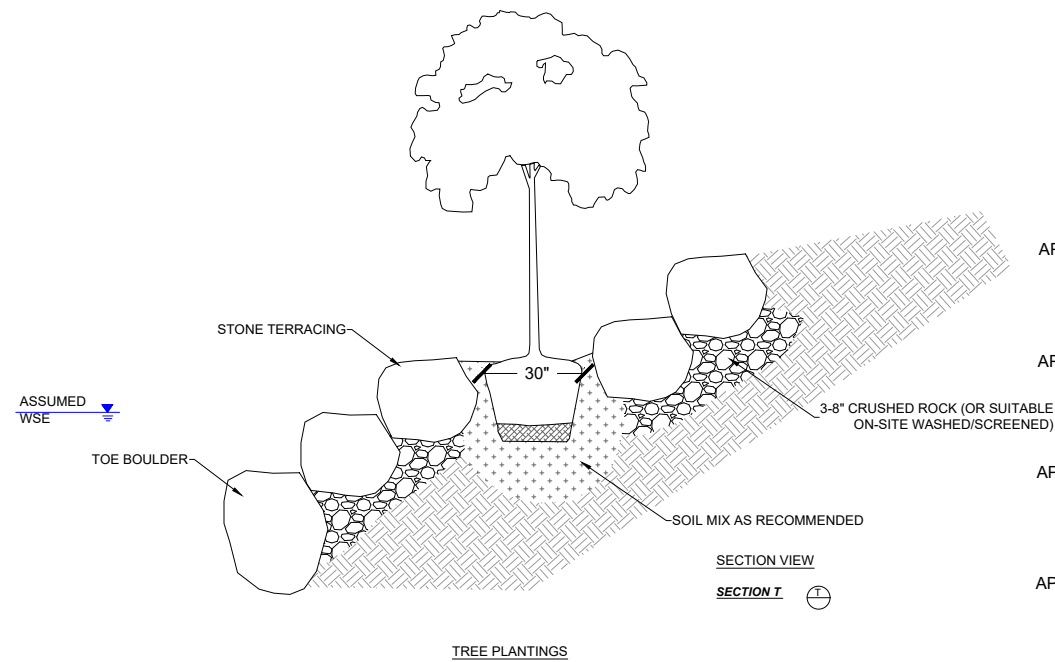 STONE TERRACING
30"
ASSUMED
WSE
3-8" CRUSHED ROCK (OR SUITABLE
ON-SITE WASHED/SCREENED)
TOE BOULDER
SOIL MIX AS RECOMMENDED
SECTION VIEW
SECTION T
T
TREE PLANTINGS